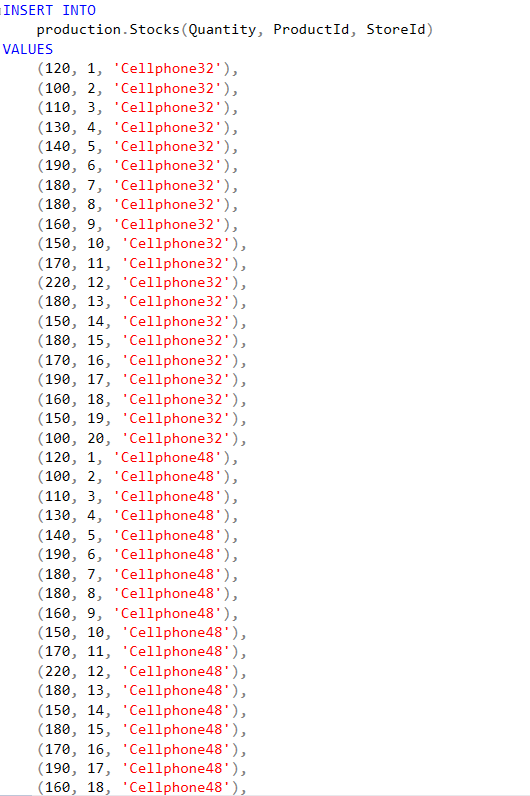 INSERT INTO
production.Stocks(Quantity, ProductId, StoreId)
VALUES
(120, 1, 'Cellphone32'),
(100, 2, 'Cellphone32'),
(110, 3, 'Cellphone32'),
(130, 4, 'Cellphone32'),
(140, 5, 'Cellphone32'),
(190, 6, 'Cellphone32'),
(180, 7, 'Cellphone32'),
(180, 8, 'Cellphone32'),
(160, 9, 'Cellphone32'),
(150, 10, 'Cellphone32'),
(170, 11, 'Cellphone32'),
(220, 12, 'Cellphone32'),
(180, 13, 'Cellphone32'),
(150, 14, 'Cellphone32'),
(180, 15, 'Cellphone32'),
(170, 16, 'Cellphone32'),
(190, 17, 'Cellphone32'),
(160, 18, 'Cellphone32'),
(150, 19, 'Cellphone32'),
(100, 20, 'Cellphone32'),
(120, 1, 'Cellphone48'),
(100, 2, 'Cellphone48'),
(110, 3, 'Cellphone48'),
(130, 4, 'Cellphone48'),
(140, 5, 'Cellphone48'),
(190, 6, 'Cellphone48'),
(180, 7, 'Cellphone48'),
(180, 8, 'Cellphone48'),
(160, 9, 'Cellphone48'),
(150, 10, 'Cellphone48'),
(170, 11, 'Cellphone48'),
(220, 12, 'Cellphone48'),
(180, 13, 'Cellphone48'),
(150, 14, 'Cellphone48'),
(180, 15, 'Cellphone48'),
(170, 16, 'Cellphone48'),
(190, 17, 'Cellphone48'),
(160, 18, 'Cellphone48'),